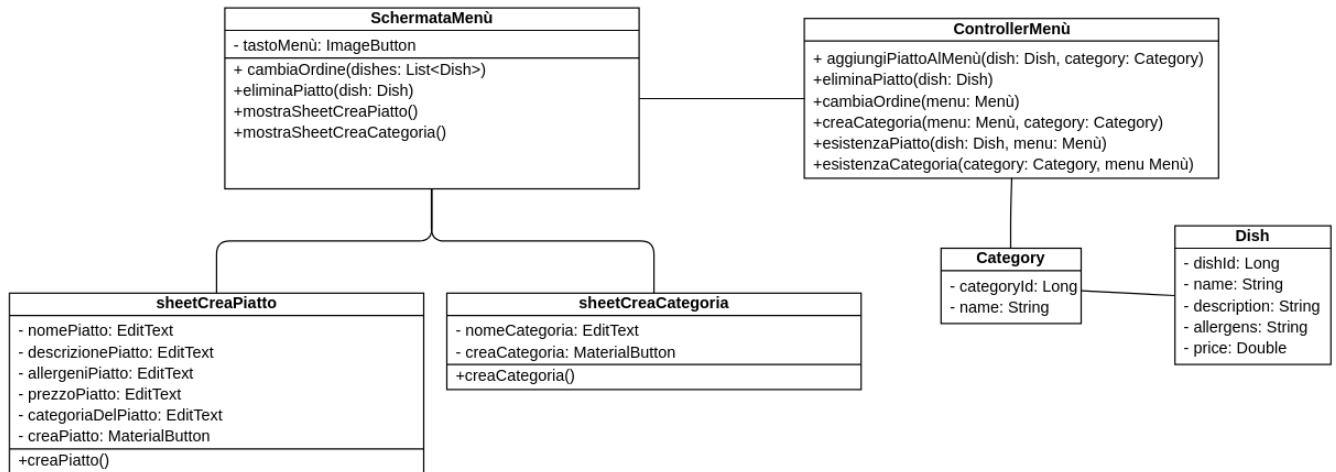 SchermataMenù
- tastoMenù: ImageButton
+ cambiaOrdine(dishes: List<Dish>)
+eliminaPiatto(dish: Dish)
+mostraSheetCreaPiatto()
+mostraSheetCreaCategoria()
ControllerMenù
+ aggiungiPiattoAlMenù(dish: Dish, category: Category)
+eliminaPiatto(dish: Dish)
+cambiaOrdine(menu: Menù)
+creaCategoria(menu: Menù, category: Category)
+esistenzaPiatto(dish: Dish, menu: Menù)
+esistenzaCategoria(category: Category, menu Menù)
Category
- categoryId: Long
- name: String
Dish
- dishId: Long
- name: String
- description: String
- allergens: String
- price: Double
sheetCreaPiatto
- nomePiatto: EditText
- descrizionePiatto: EditText
- allergeniPiatto: EditText
- prezzoPiatto: EditText
- categoriaDelPiatto: EditText
- creaPiatto: MaterialButton
+creaPiatto()
sheetCreaCategoria
- nomeCategoria: EditText
- creaCategoria: MaterialButton
+creaCategoria()